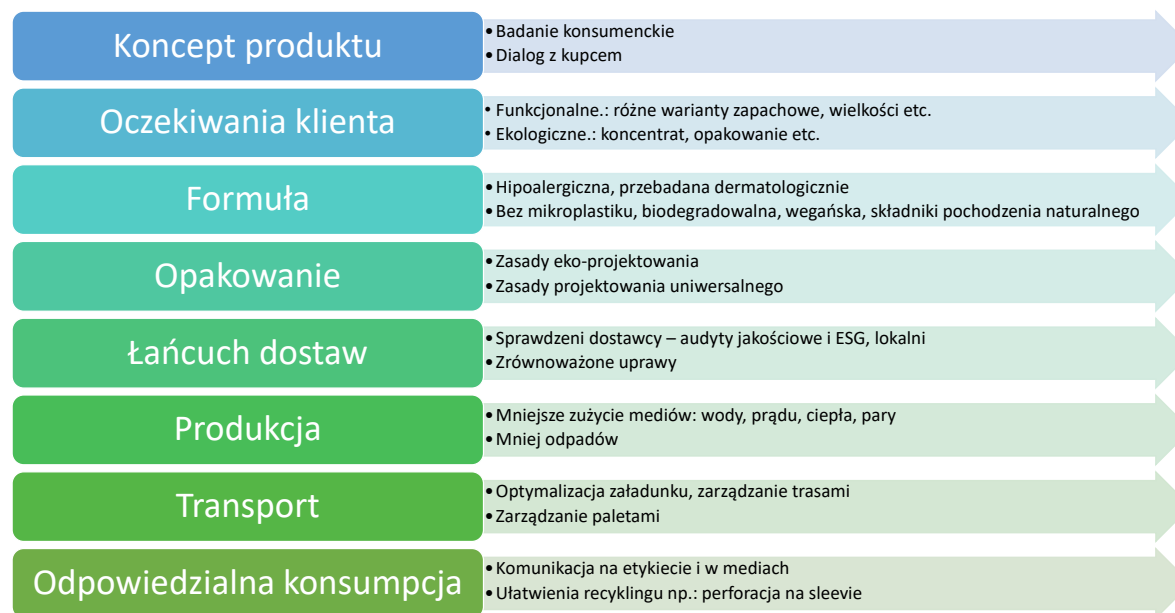 Koncept produktu
• Badanie konsumenckie
• Dialog z kupcem
Oczekiwania klienta
• Funkcjonalne.: różne warianty zapachowe, wielkości etc.
• Ekologiczne.: koncentrat, opakowanie etc.
Formuła
• Hipoalergiczna, przebadana dermatologicznie
• Bez mikroplastiku, biodegradowalna, wegańska, składniki pochodzenia naturalnego
Opakowanie
• Zasady eko-projektowania
• Zasady projektowania uniwersalnego
Łańcuch dostaw
• Sprawdzeni dostawcy – audyty jakościowe i ESG, lokalni
• Zrównoważone uprawy
Produkcja
• Mniejsze zużycie mediów: wody, prądu, ciepła, pary
• Mniej odpadów
Transport
• Optymalizacja załadunku, zarządzanie trasami
• Zarządzanie paletami
Odpowiedzialna konsumpcja
• Komunikacja na etykiecie i w mediach
• Ułatwienia recyklingu np.: perforacja na sleevie